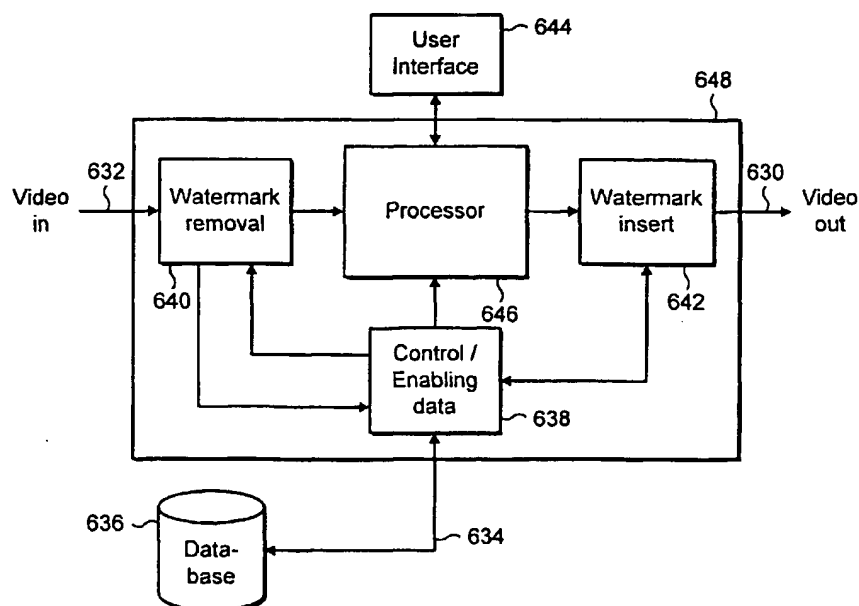 User
Interface
644
648
Video
in
632
Watermark
removal
640
Processor
646
Watermark
insert
642
630
Video
out
Control /
Enabling
data
638
636
Data-
base
634